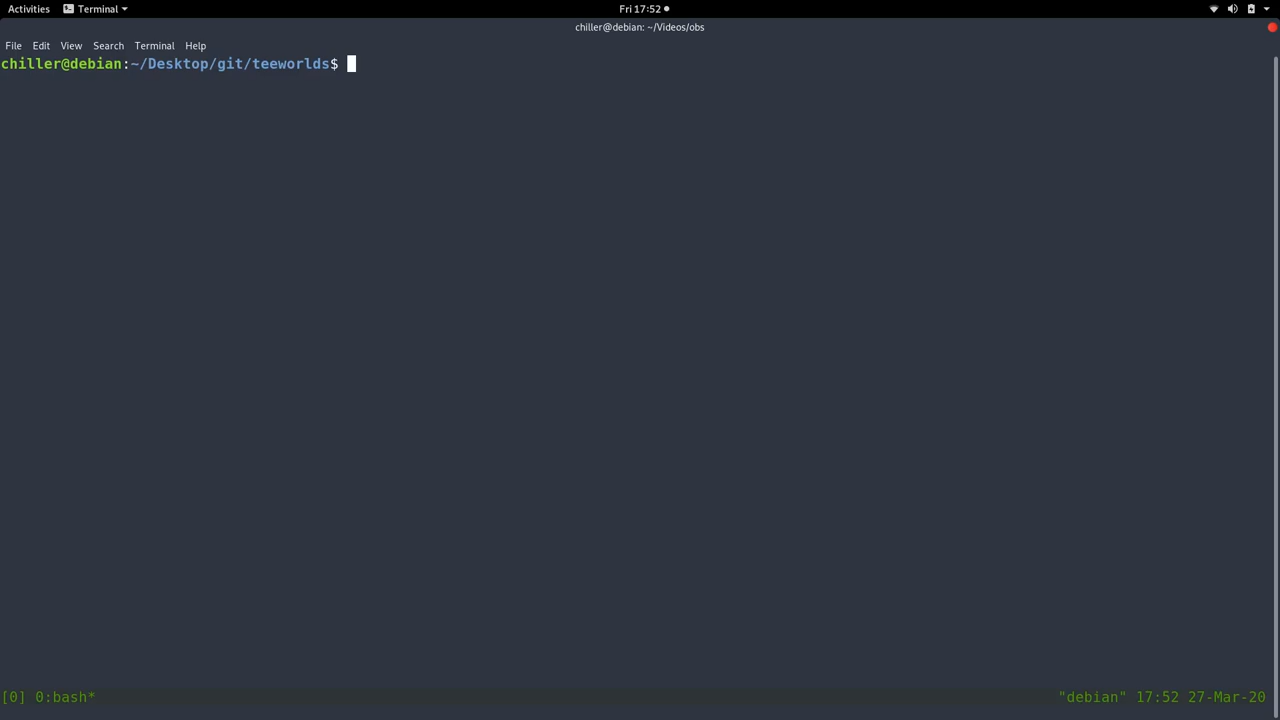 Activities Terminal Fri 17:52
chiller@debian: ~/Videos/obs
File Edit View Search Terminal Help
chiller@debian:~/Desktop/git/teeworlds$
[0] 0:bash* "debian" 17:52 27-Mar-20